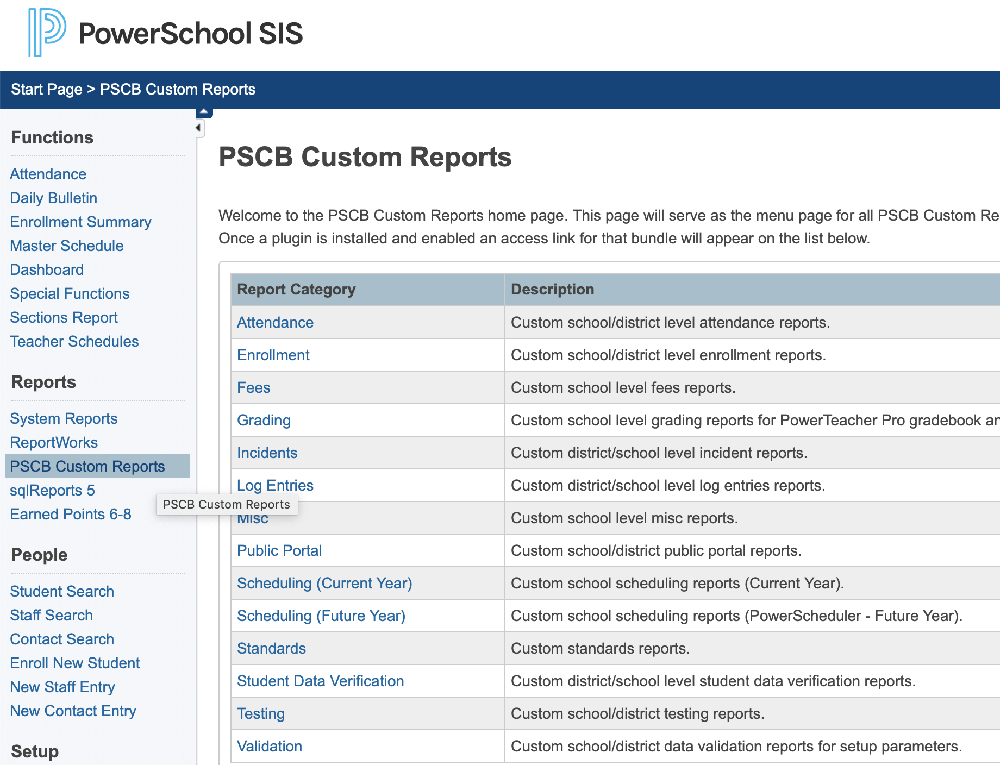 PowerSchool SIS
Start Page > PSCB Custom Reports
Functions
Attendance
Daily Bulletin
Enrollment Summary
Master Schedule
Dashboard
Special Functions
Sections Report
Teacher Schedules
Reports
System Reports
ReportWorks
PSCB Custom Reports
sqlReports 5
Earned Points 6-8
People
Student Search
Staff Search
Contact Search
Enroll New Student
New Staff Entry
New Contact Entry
Setup
PSCB Custom Reports
PSCB Custom Reports
Welcome to the PSCB Custom Reports home page. This page will serve as the menu page for all PSCB Custom Re
Once a plugin is installed and enabled an access link for that bundle will appear on the list below.
Report Category Description
Attendance Custom school/district level attendance reports.
Enrollment Custom school/district level enrollment reports.
Fees Custom school level fees reports.
Grading Custom school level grading reports for PowerTeacher Pro gradebook an
Incidents Custom district/school level incident reports.
Log Entries Custom district/school level log entries reports.
Misc Custom school level misc reports.
Public Portal Custom school/district public portal reports.
Scheduling (Current Year) Custom school scheduling reports (Current Year).
Scheduling (Future Year) Custom school scheduling reports (PowerScheduler - Future Year).
Standards Custom standards reports.
Student Data Verification Custom district/school level student data verification reports.
Testing Custom school/district testing reports.
Validation Custom school/district data validation reports for setup parameters.